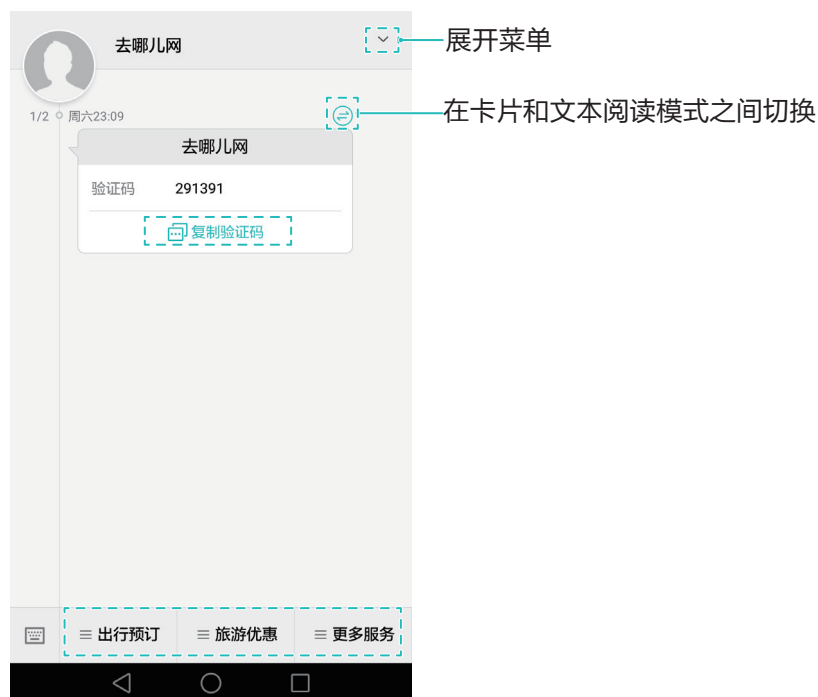 去哪儿网
展开菜单
1/2 周六23:09
在卡片和文本阅读模式之间切换
去哪儿网
验证码 291391
复制验证码
出行预订 旅游优惠 更多服务